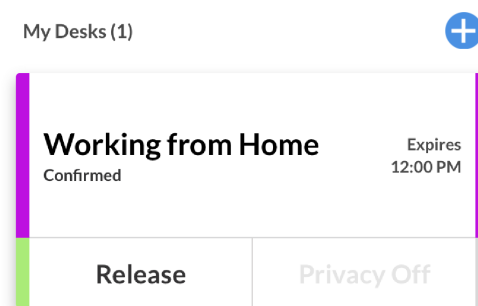 My Desks (1)
Working from Home
Confirmed
Expires
12:00 PM
Release
Privacy Off